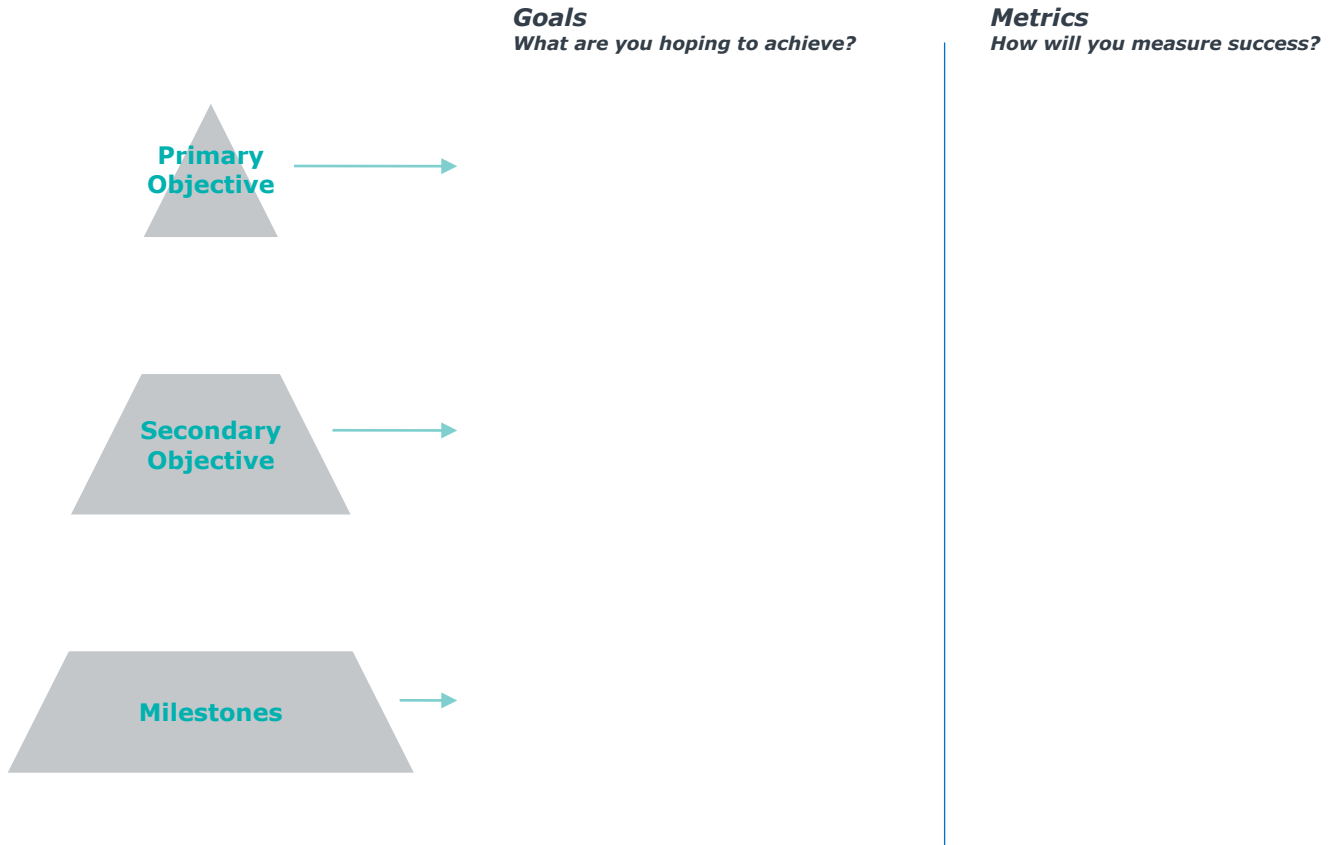 Goals
What are you hoping to achieve?
Metrics
How will you measure success?
Primary
Objective
Secondary
Objective
Milestones